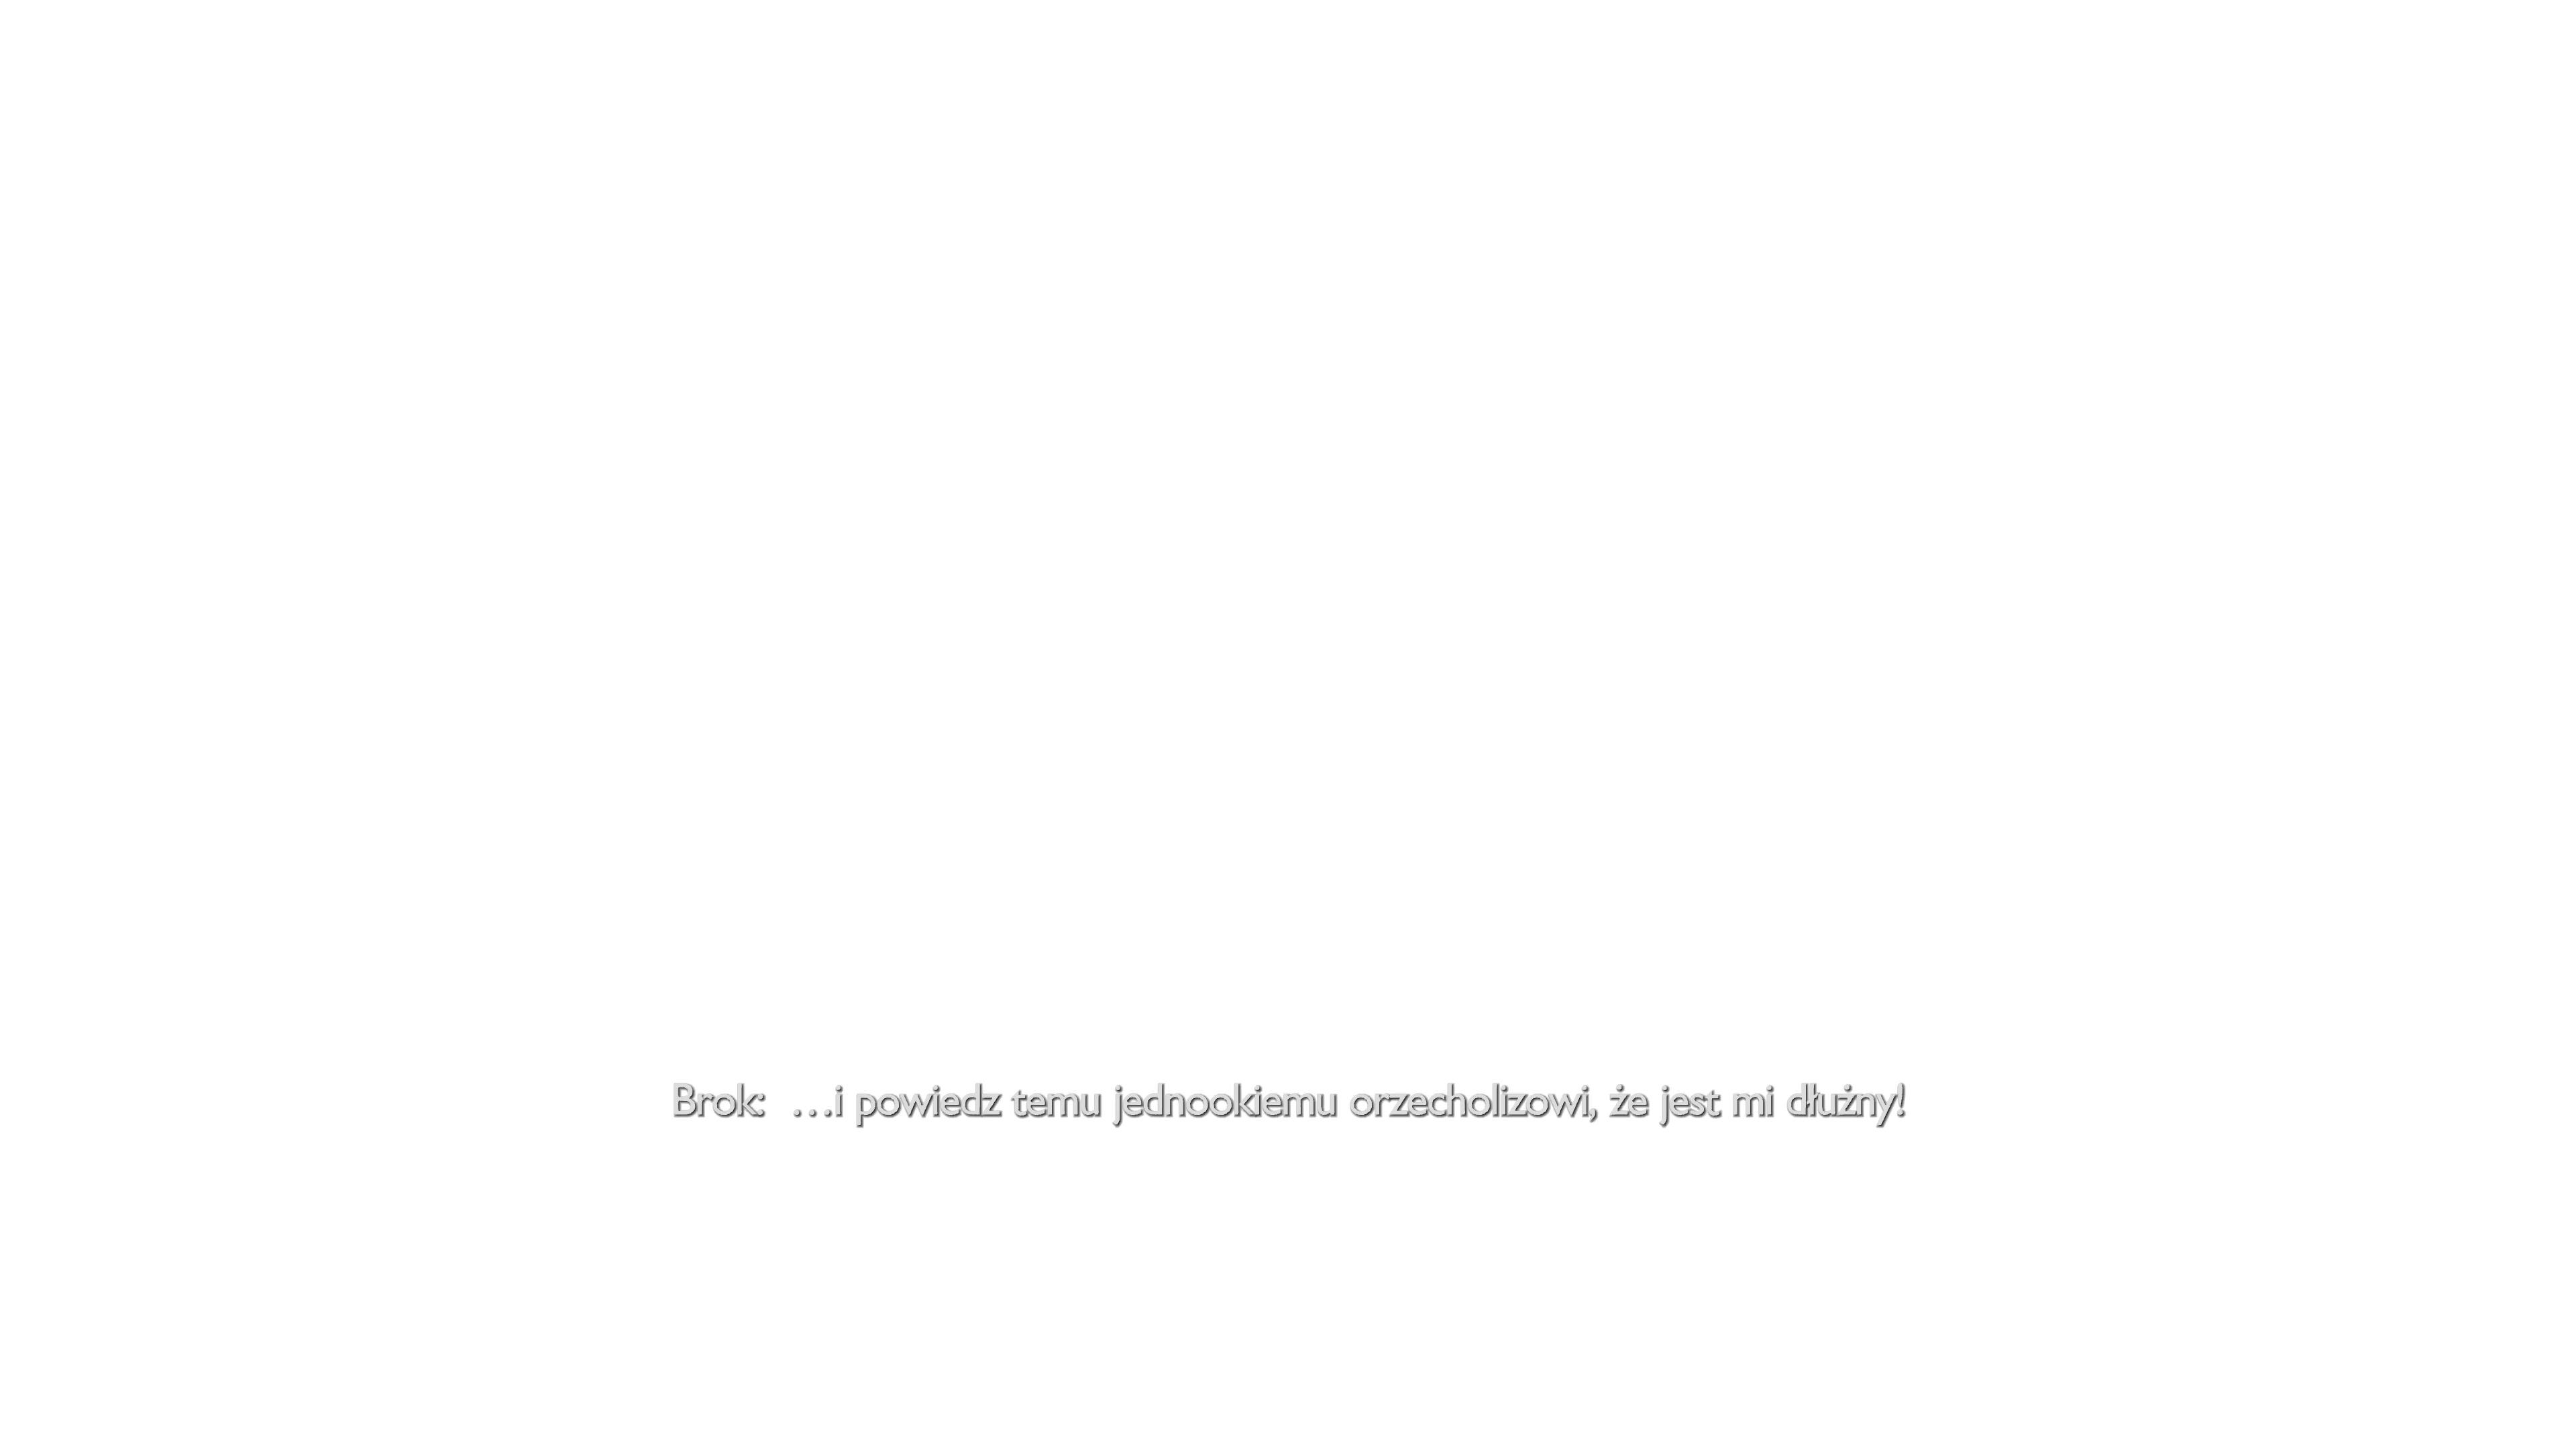 Brok: …i powiedz temu jednookiemu orzecholizowi, że jest mi dłużny!